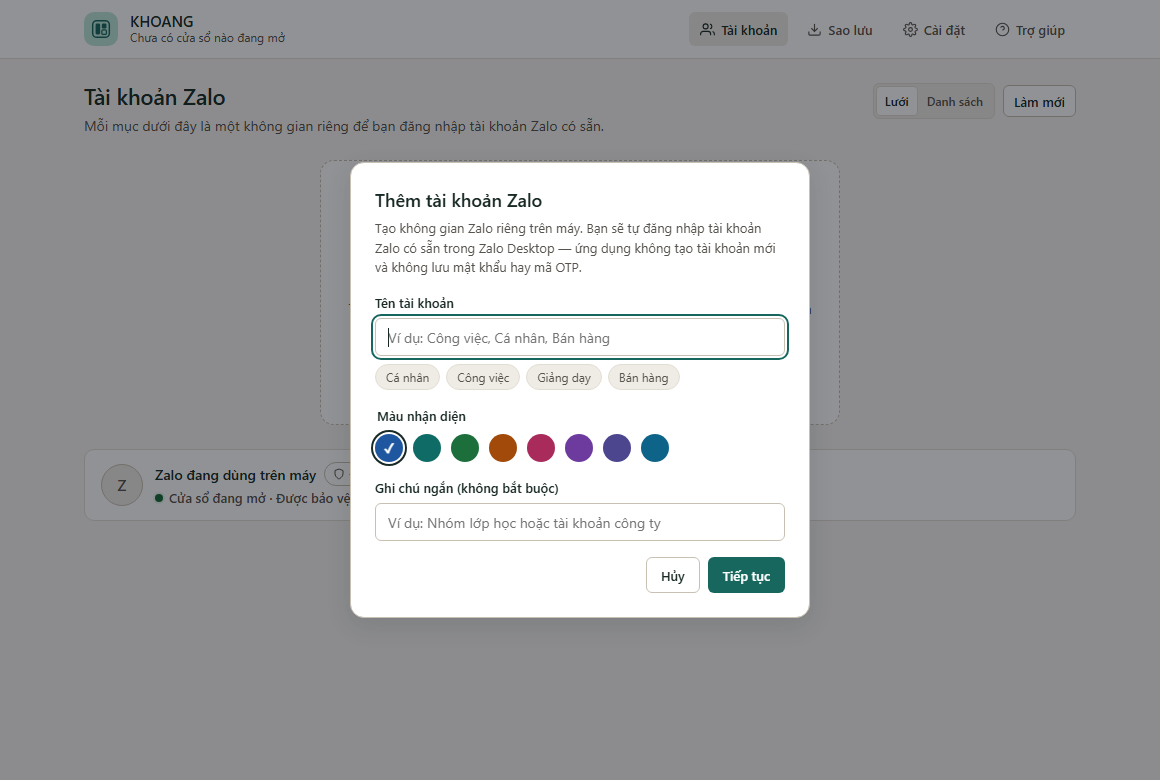 KHOANG
Chưa có cửa sổ nào đang mở
Tài khoản
Sao lưu
Cài đặt
Trợ giúp
Tài khoản Zalo
Mỗi mục dưới đây là một không gian riêng để bạn đăng nhập tài khoản Zalo có sẵn.
Lưới
Danh sách
Làm mới
Thêm tài khoản Zalo
Tạo không gian Zalo riêng trên máy. Bạn sẽ tự đăng nhập tài khoản
Zalo có sẵn trong Zalo Desktop — ứng dụng không tạo tài khoản mới
và không lưu mật khẩu hay mã OTP.
Tên tài khoản
Ví dụ: Công việc, Cá nhân, Bán hàng
Cá nhân
Công việc
Giảng dạy
Bán hàng
Màu nhận diện
Z
Zalo đang dùng trên máy
Cửa sổ đang mở · Được bảo vệ
Ghi chú ngắn (không bắt buộc)
Ví dụ: Nhóm lớp học hoặc tài khoản công ty
Hủy
Tiếp tục